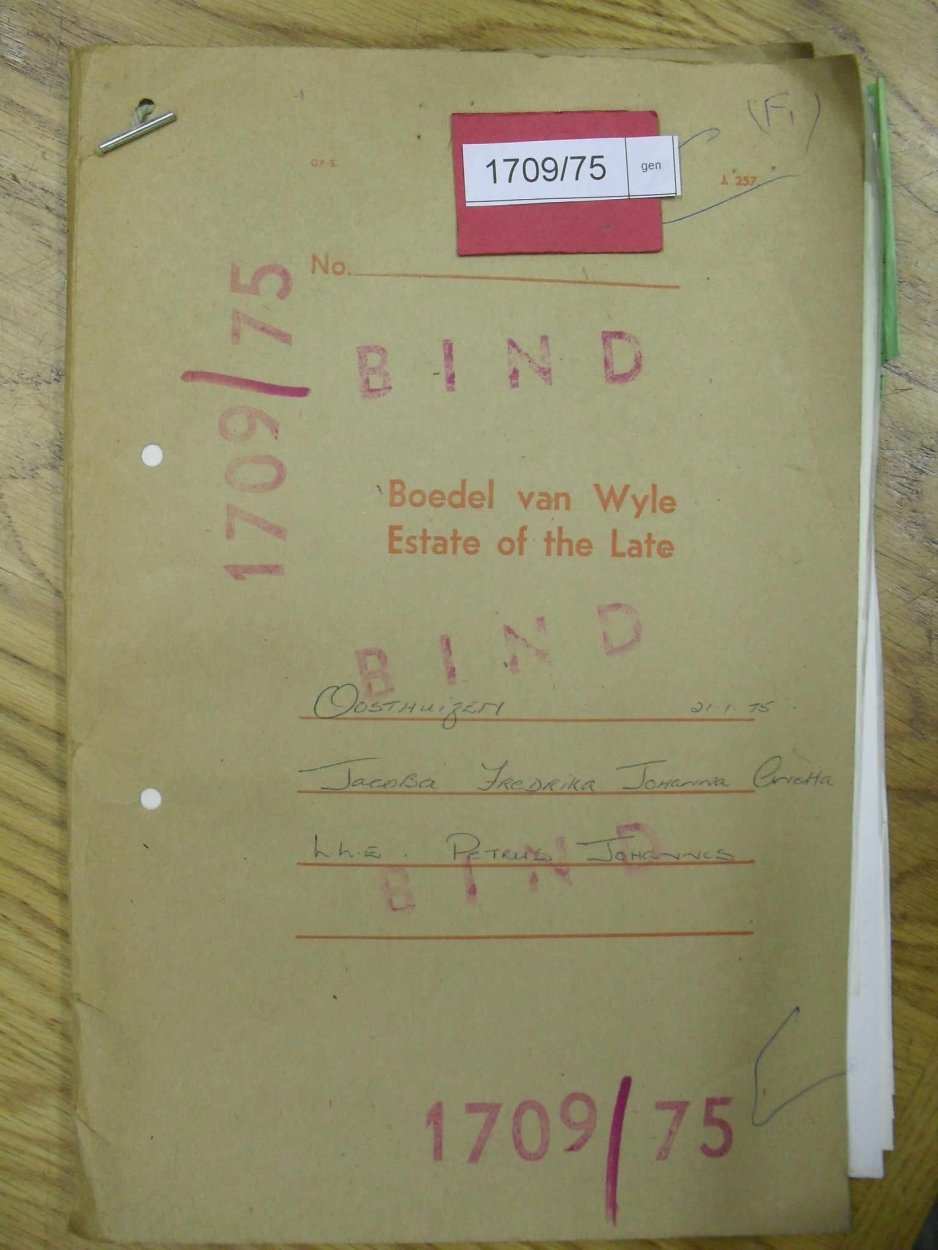 (F1)
G.P.-S.
1709/75 gen
J. 257
No.
1709/75
BIND
Boedel van Wyle
Estate of the Late
BIND
Oosthuizen 21.1.75
Jacoba Fredrika Johanna
L.L.E. Petrus Johannes
BIND
1709/75